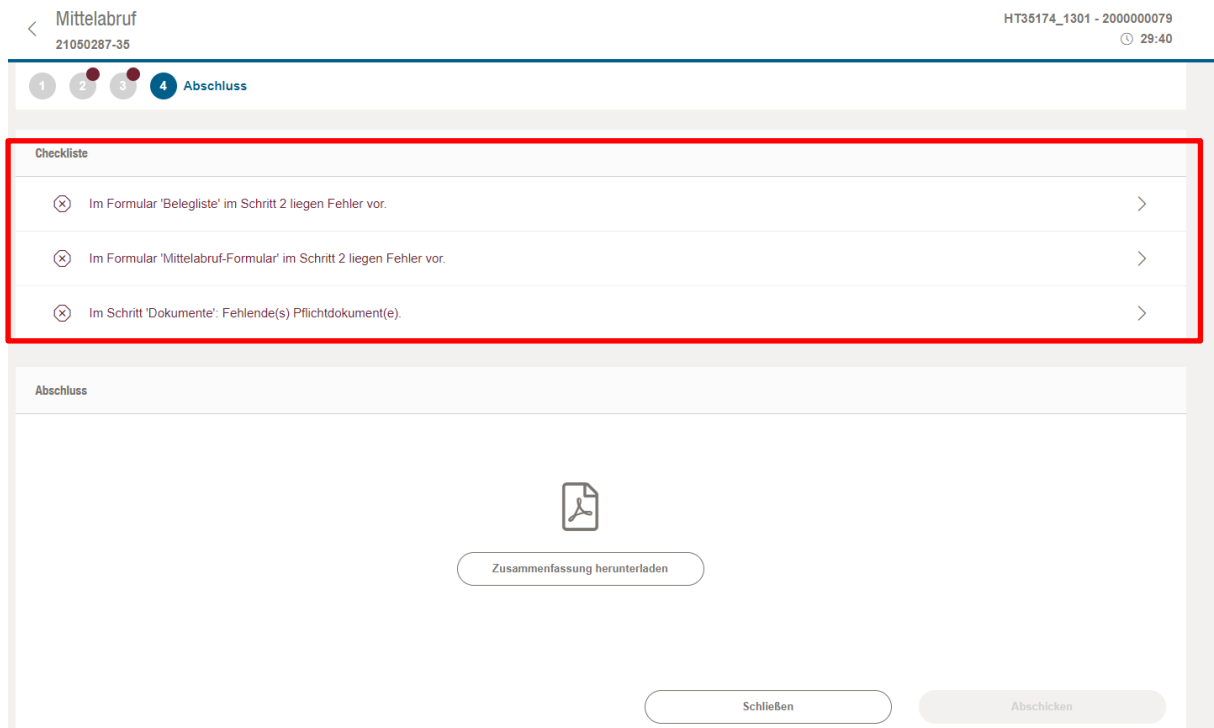 Mittelabruf
21050287-35
HT35174_1301 - 2000000079
29:40
1 2 3 4 Abschluss
Checkliste
Im Formular 'Belegliste' im Schritt 2 liegen Fehler vor.
Im Formular 'Mittelabruf-Formular' im Schritt 2 liegen Fehler vor.
Im Schritt 'Dokumente': Fehlende(s) Pflichtdokument(e).
Abschluss
Zusammenfassung herunterladen
Schließen
Abschicken